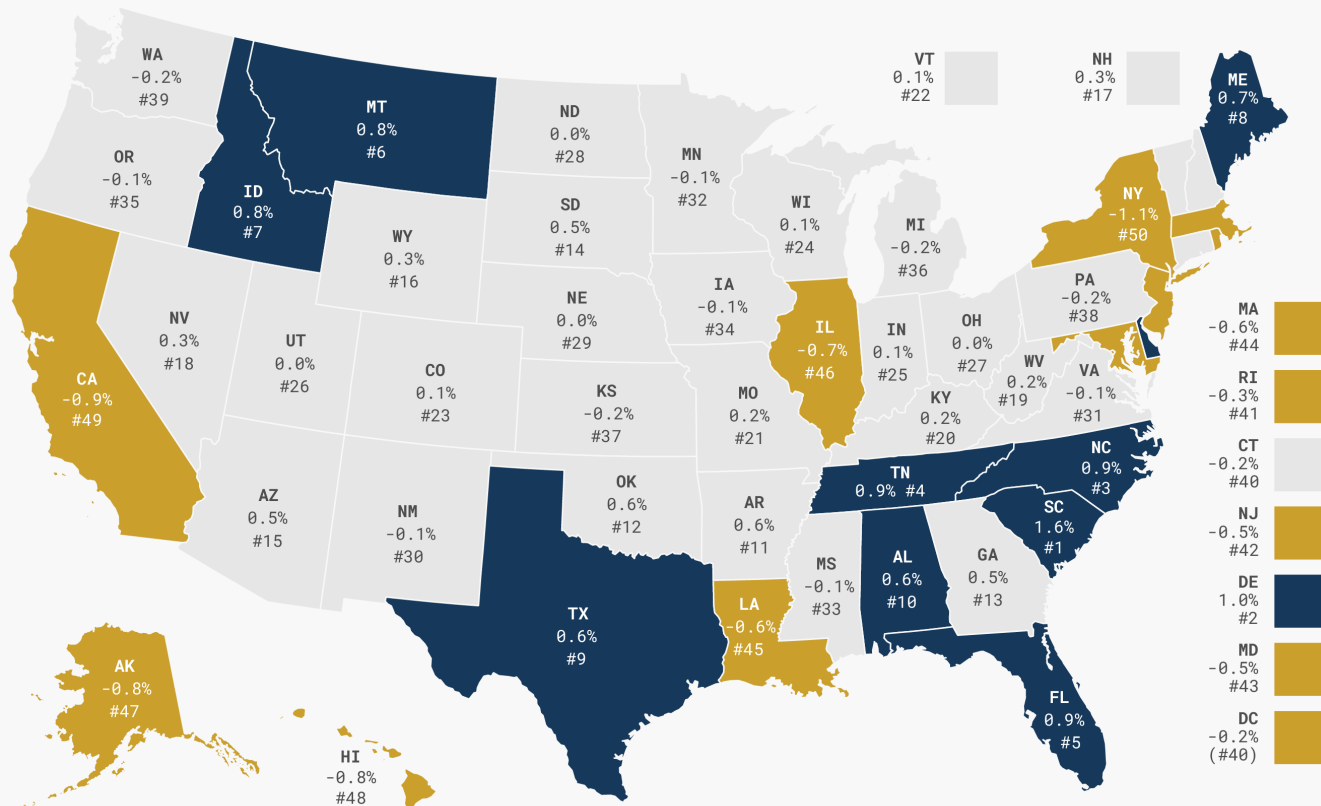 WA
-0.2%
#39
MT
0.8%
#6
ND
0.0%
#28
VT
0.1%
#22
NH
0.3%
#17
ME
0.7%
#8
OR
-0.1%
#35
ID
0.8%
#7
MN
-0.1%
#32
WI
0.1%
#24
MI
-0.2%
#36
NY
-1.1%
#50
SD
0.5%
#14
WY
0.3%
#16
IA
-0.1%
#34
PA
-0.2%
#38
NE
0.0%
#29
NV
0.3%
#18
UT
0.0%
#26
IL
-0.7%
#46
IN
0.1%
#25
OH
0.0%
#27
MA
-0.6%
#44
CA
-0.9%
#49
CO
0.1%
#23
KS
-0.2%
#37
MO
0.2%
#21
KY
0.2%
#20
WV
0.2%
#19
VA
-0.1%
#31
RI
-0.3%
#41
CT
-0.2%
#40
AZ
0.5%
#15
NM
-0.1%
#30
OK
0.6%
#12
AR
0.6%
#11
TN
0.9% #4
NC
0.9%
#3
SC
1.6%
#1
NJ
-0.5%
#42
MS
-0.1%
#33
AL
0.6%
#10
GA
0.5%
#13
DE
1.0%
#2
TX
0.6%
#9
LA
-0.6%
#45
MD
-0.5%
#43
AK
-0.8%
#47
HI
-0.8%
#48
FL
0.9%
#5
DC
-0.2%
(#40)